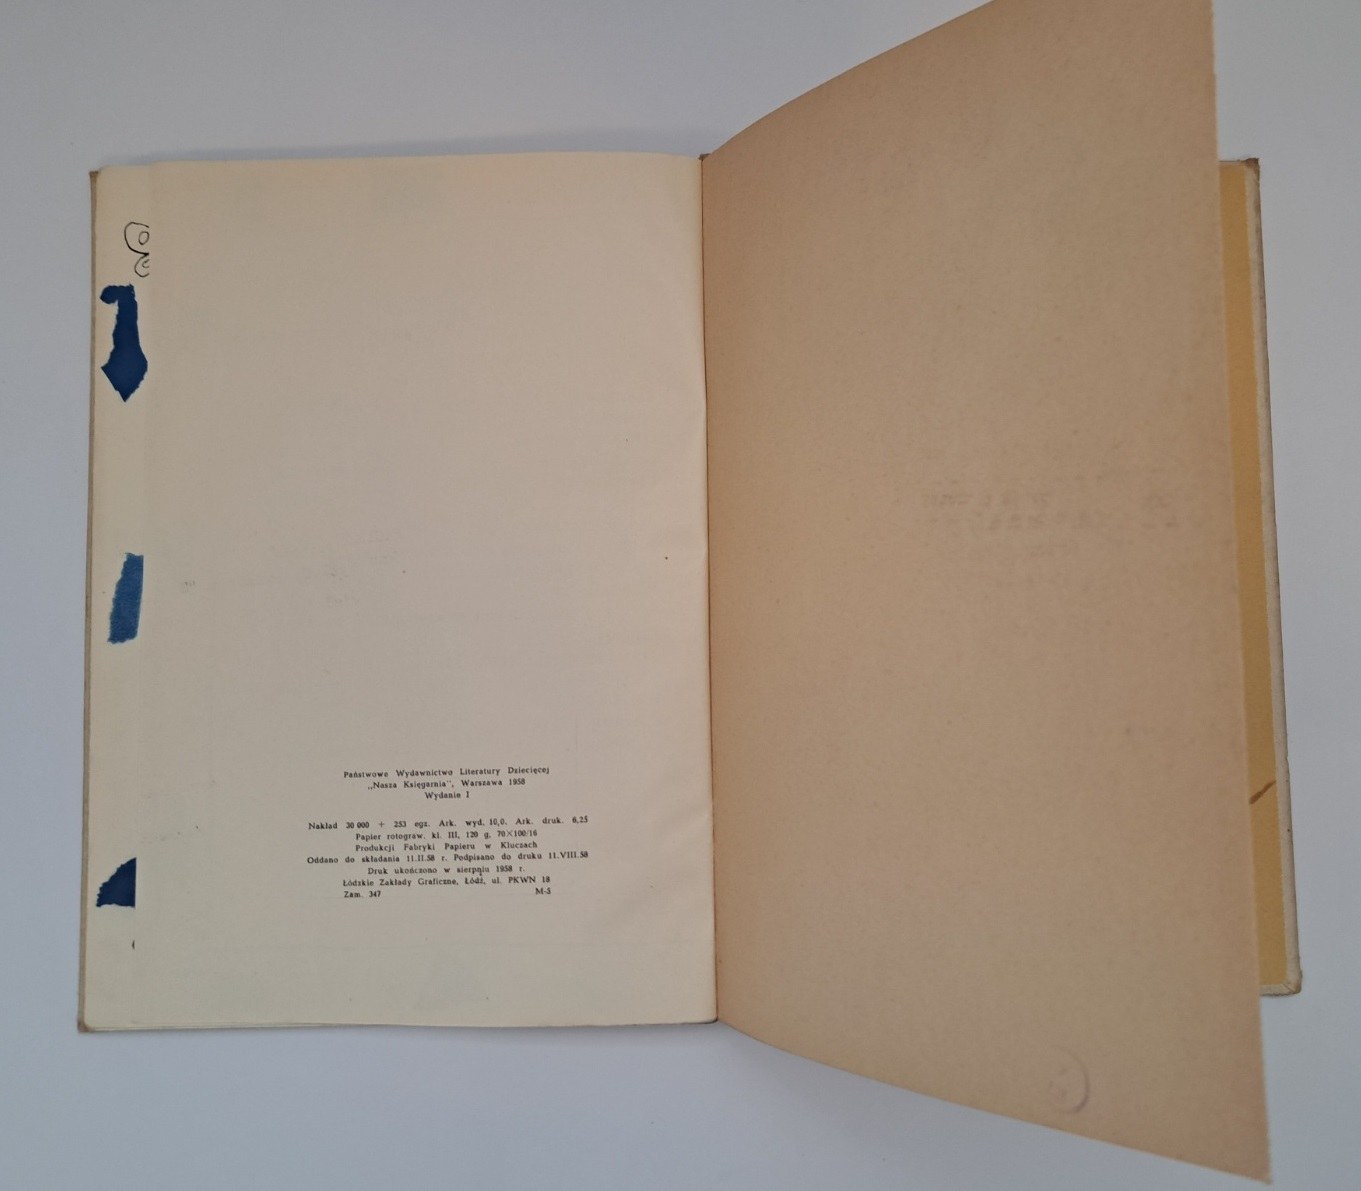 Państwowe Wydawnictwo Literatury Dziecięcej
„Nasza Księgarnia", Warszawa 1958
Wydanie I
Nakład 30 000 + 253 egz. Ark. wyd. 10,0. Ark. druk. 6,25
Papier rotograw. kl. III, 120 g. 70×100/16
Produkcji Fabryki Papieru w Kluczach
Oddano do składania 11.II.58 r. Podpisano do druku 11.VIII.58
Druk ukończono w sierpniu 1958 r.
Łódzkie Zakłady Graficzne, Łódź, ul. PKWN 18
Zam. 347 M-5